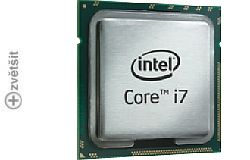 zvětšit
intel
Core™ i7